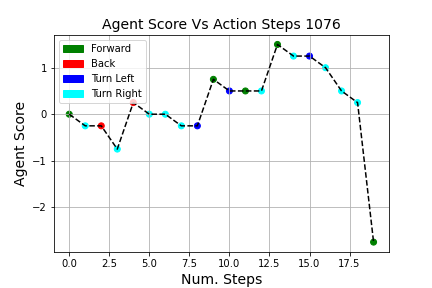 Agent Score Vs Action Steps 1076
Forward
Back
Turn Left
Turn Right
Agent Score
1
0
−1
−2
0.0 2.5 5.0 7.5 10.0 12.5 15.0 17.5
Num. Steps